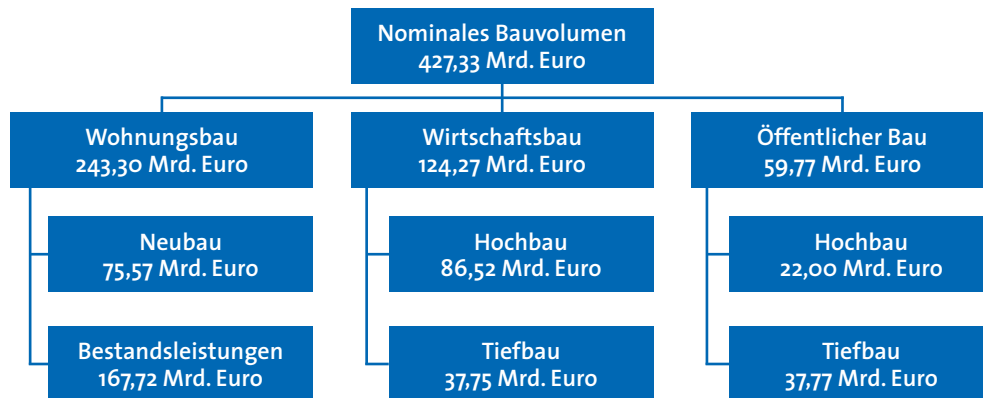 Nominales Bauvolumen
427,33 Mrd. Euro
Wohnungsbau
243,30 Mrd. Euro
Wirtschaftsbau
124,27 Mrd. Euro
Öffentlicher Bau
59,77 Mrd. Euro
Neubau
75,57 Mrd. Euro
Hochbau
86,52 Mrd. Euro
Hochbau
22,00 Mrd. Euro
Bestandsleistungen
167,72 Mrd. Euro
Tiefbau
37,75 Mrd. Euro
Tiefbau
37,77 Mrd. Euro